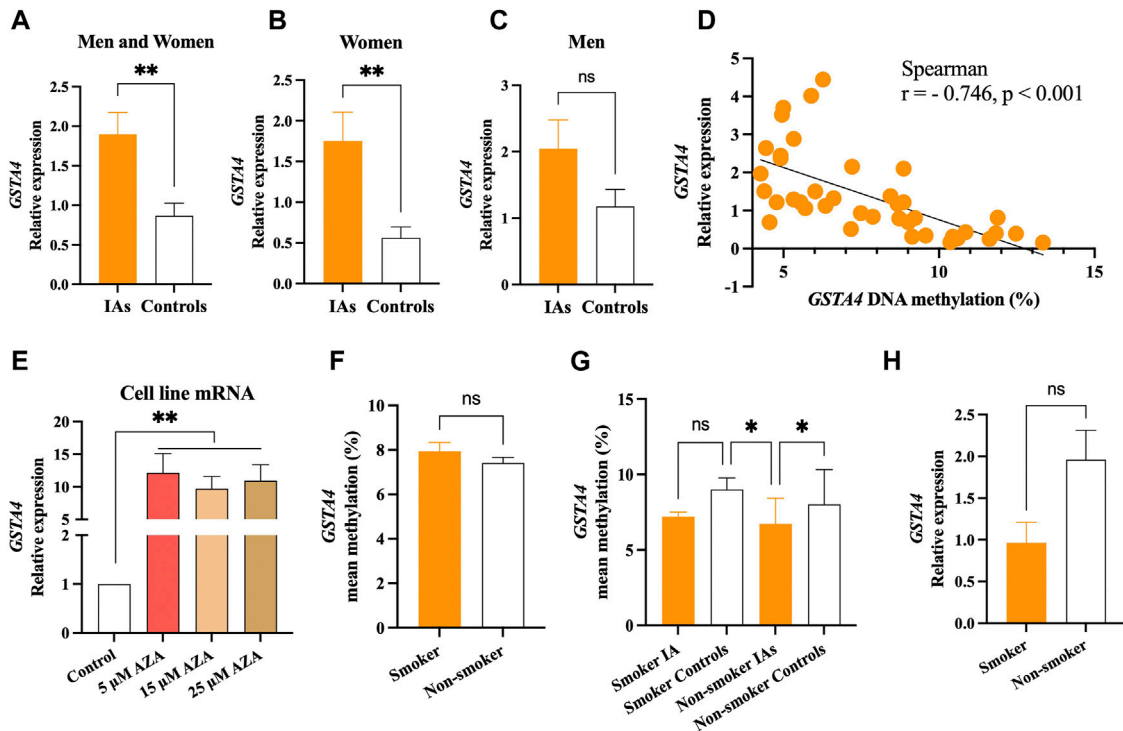 A
Men and Women
**
GSTA4
Relative expression
2.5
2.0
1.5
1.0
0.5
0.0
IAs Controls
B
Women
**
GSTA4
Relative expression
2.5
2.0
1.5
1.0
0.5
0.0
IAs Controls
C
Men
ns
GSTA4
Relative expression
3
2
1
0
IAs Controls
D
Spearman
r = - 0.746, p < 0.001
GSTA4
Relative expression
5
4
3
2
1
0
-1
5 10 15
GSTA4 DNA methylation (%)
E
Cell line mRNA
**
GSTA4
Relative expression
20
15
10
5
2
1
0
Control
5 µM AZA
15 µM AZA
25 µM AZA
F
ns
GSTA4
mean methylation (%)
10
8
6
4
2
0
Smoker
Non-smoker
G
ns
*
*
GSTA4
mean methylation (%)
15
10
5
0
Smoker IA
Smoker Controls
Non-smoker IAs
Non-smoker Controls
H
ns
GSTA4
Relative expression
2.5
2.0
1.5
1.0
0.5
0.0
Smoker
Non-smoker